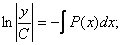 ln|y/C| = −∫ P(x)dx;